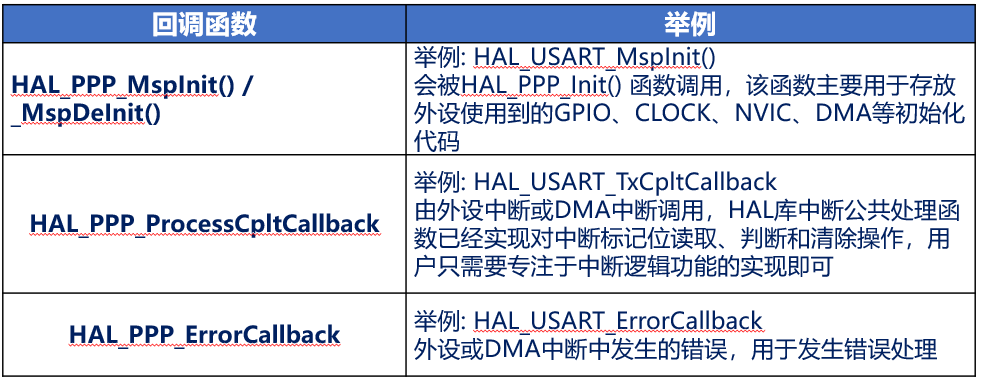 回调函数
举例
HAL_PPP_MspInit() /
_MspDeInit()
举例: HAL_USART_MspInit()
会被HAL_PPP_Init() 函数调用，该函数主要用于存放
外设使用到的GPIO、CLOCK、NVIC、DMA等初始化
代码
HAL_PPP_ProcessCpltCallback
举例: HAL_USART_TxCpltCallback
由外设中断或DMA中断调用，HAL库中断公共处理函
数已经实现对中断标记位读取、判断和清除操作，用
户只需要专注于中断逻辑功能的实现即可
HAL_PPP_ErrorCallback
举例: HAL_USART_ErrorCallback
外设或DMA中断中发生的错误，用于发生错误处理